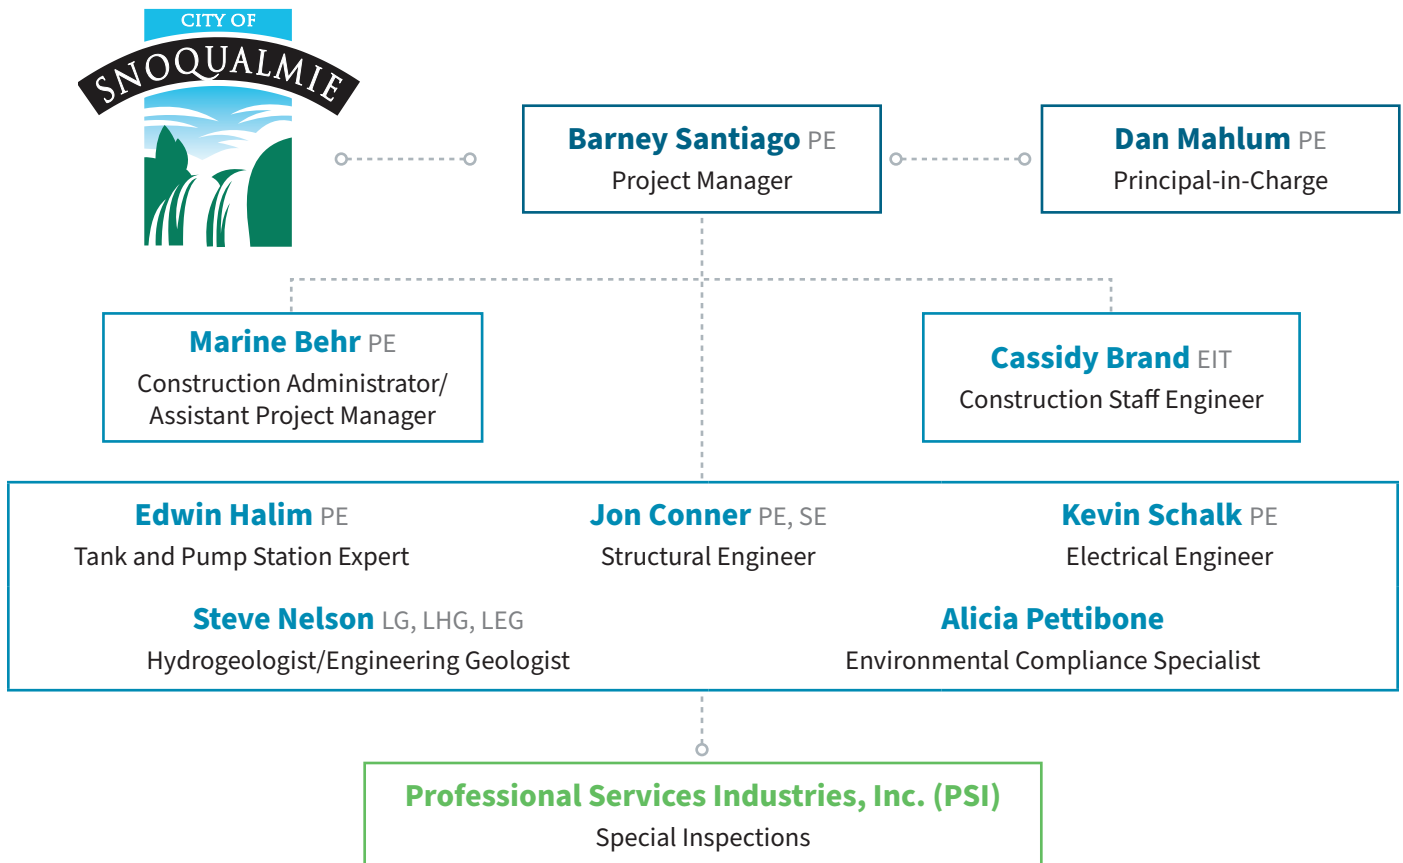 CITY OF
SNOQUALMIE
Barney Santiago PE
Project Manager
Dan Mahlum PE
Principal-in-Charge
Marine Behr PE
Construction Administrator/
Assistant Project Manager
Cassidy Brand EIT
Construction Staff Engineer
Edwin Halim PE
Tank and Pump Station Expert
Jon Conner PE, SE
Structural Engineer
Kevin Schalk PE
Electrical Engineer
Steve Nelson LG, LHG, LEG
Hydrogeologist/Engineering Geologist
Alicia Pettibone
Environmental Compliance Specialist
Professional Services Industries, Inc. (PSI)
Special Inspections